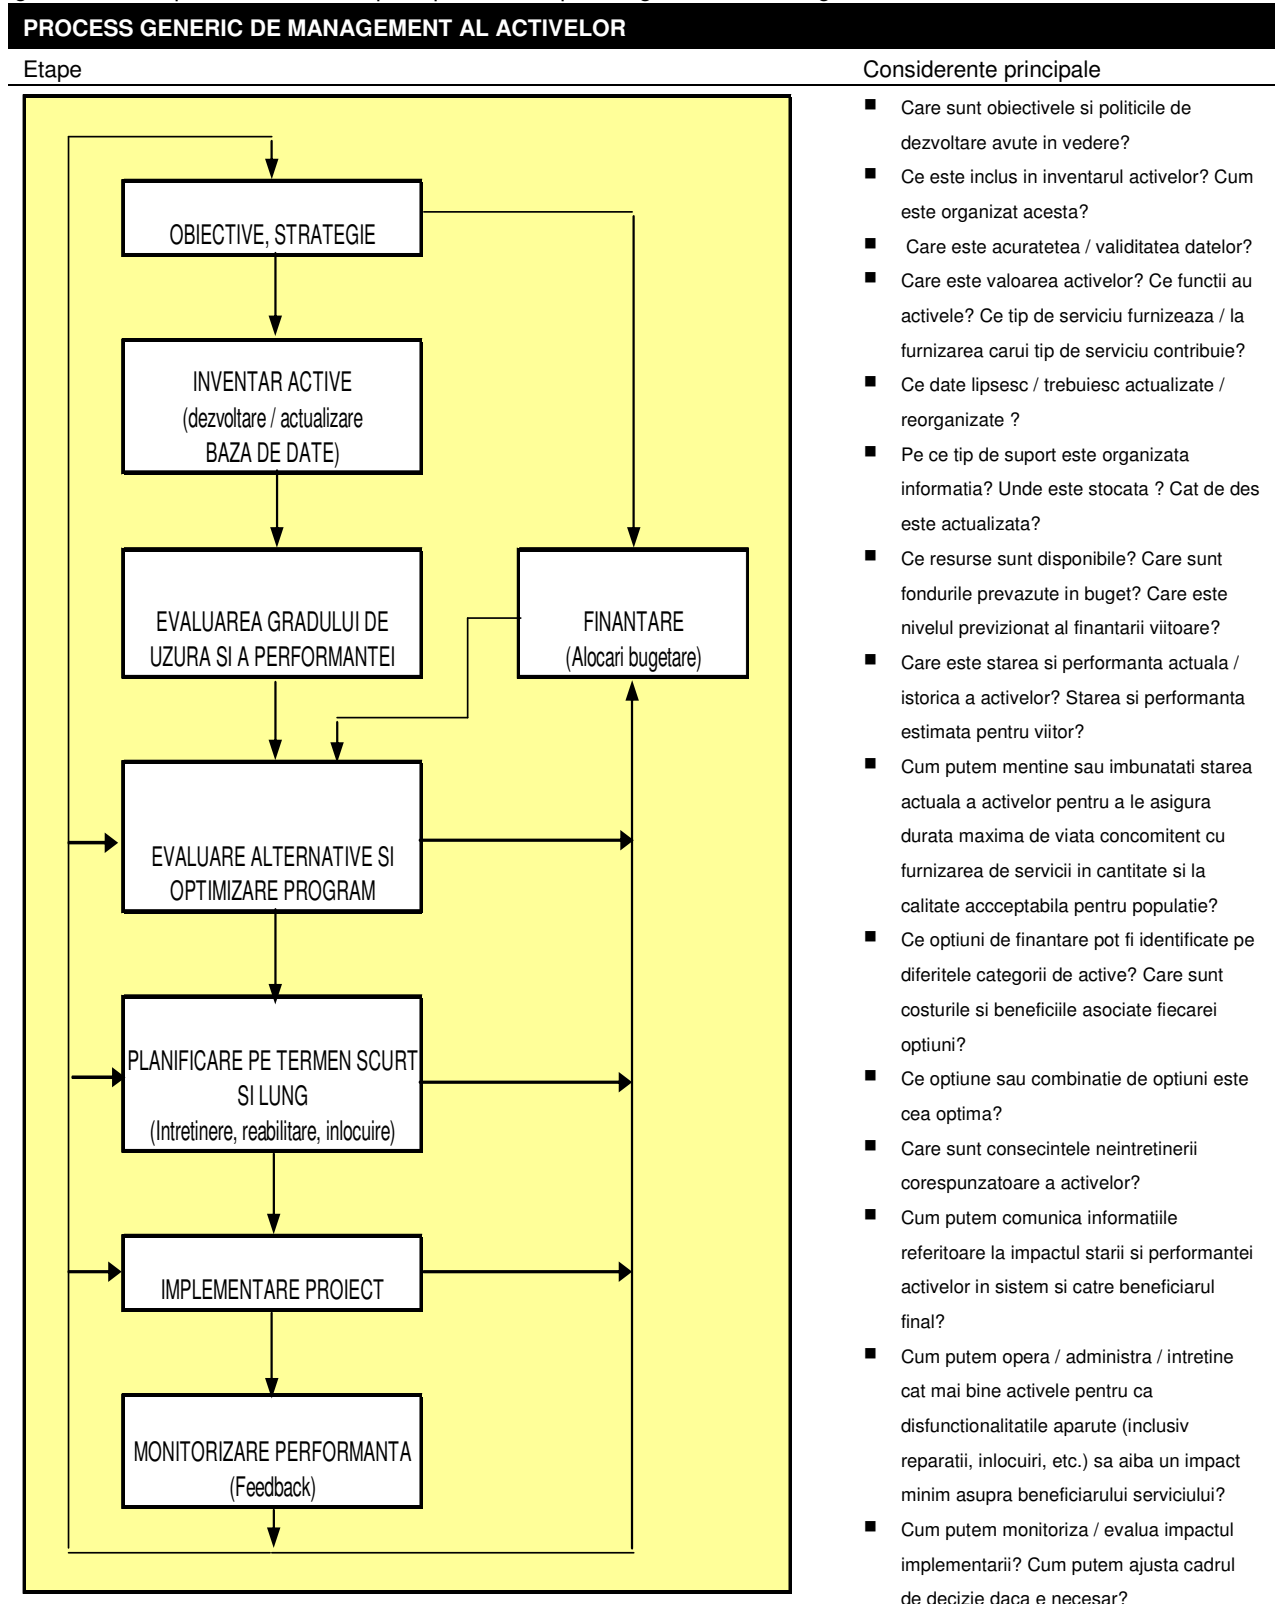 PROCESS GENERIC DE MANAGEMENT AL ACTIVELOR
Etape
Considerente principale
OBIECTIVE, STRATEGIE
INVENTAR ACTIVE
(dezvoltare / actualizare
BAZA DE DATE)
EVALUAREA GRADULUI DE
UZURA SI A PERFORMANTEI
FINANTARE
(Alocari bugetare)
EVALUARE ALTERNATIVE SI
OPTIMIZARE PROGRAM
PLANIFICARE PE TERMEN SCURT
SI LUNG
(Intretinere, reabilitare, inlocuire)
IMPLEMENTARE PROIECT
MONITORIZARE PERFORMANTA
(Feedback)
Care sunt obiectivele si politicile de
dezvoltare avute in vedere?
Ce este inclus in inventarul activelor? Cum
este organizat acesta?
Care este acuratetea / validitatea datelor?
Care este valoarea activelor? Ce functii au
activele? Ce tip de serviciu furnizeaza / la
furnizarea carui tip de serviciu contribuie?
Ce date lipsesc / trebuiesc actualizate /
reorganizate ?
Pe ce tip de suport este organizata
informatia? Unde este stocata ? Cat de des
este actualizata?
Ce resurse sunt disponibile? Care sunt
fondurile prevazute in buget? Care este
nivelul previzionat al finantarii viitoare?
Care este starea si performanta actuala /
istorica a activelor? Starea si performanta
estimata pentru viitor?
Cum putem mentine sau imbunatati starea
actuala a activelor pentru a le asigura
durata maxima de viata concomitent cu
furnizarea de servicii in cantitate si la
calitate accceptabila pentru populatie?
Ce optiuni de finantare pot fi identificate pe
diferitele categorii de active? Care sunt
costurile si beneficiile asociate fiecarei
optiuni?
Ce optiune sau combinatie de optiuni este
cea optima?
Care sunt consecintele neintretinerii
corespunzatoare a activelor?
Cum putem comunica informatiile
referitoare la impactul starii si performantei
activelor in sistem si catre beneficiarul
final?
Cum putem opera / administra / intretine
cat mai bine activele pentru ca
disfunctionalitatile aparute (inclusiv
reparatii, inlocuiri, etc.) sa aiba un impact
minim asupra beneficiarului serviciului?
Cum putem monitoriza / evalua impactul
implementarii? Cum putem ajusta cadrul
de decizie daca e necesar?